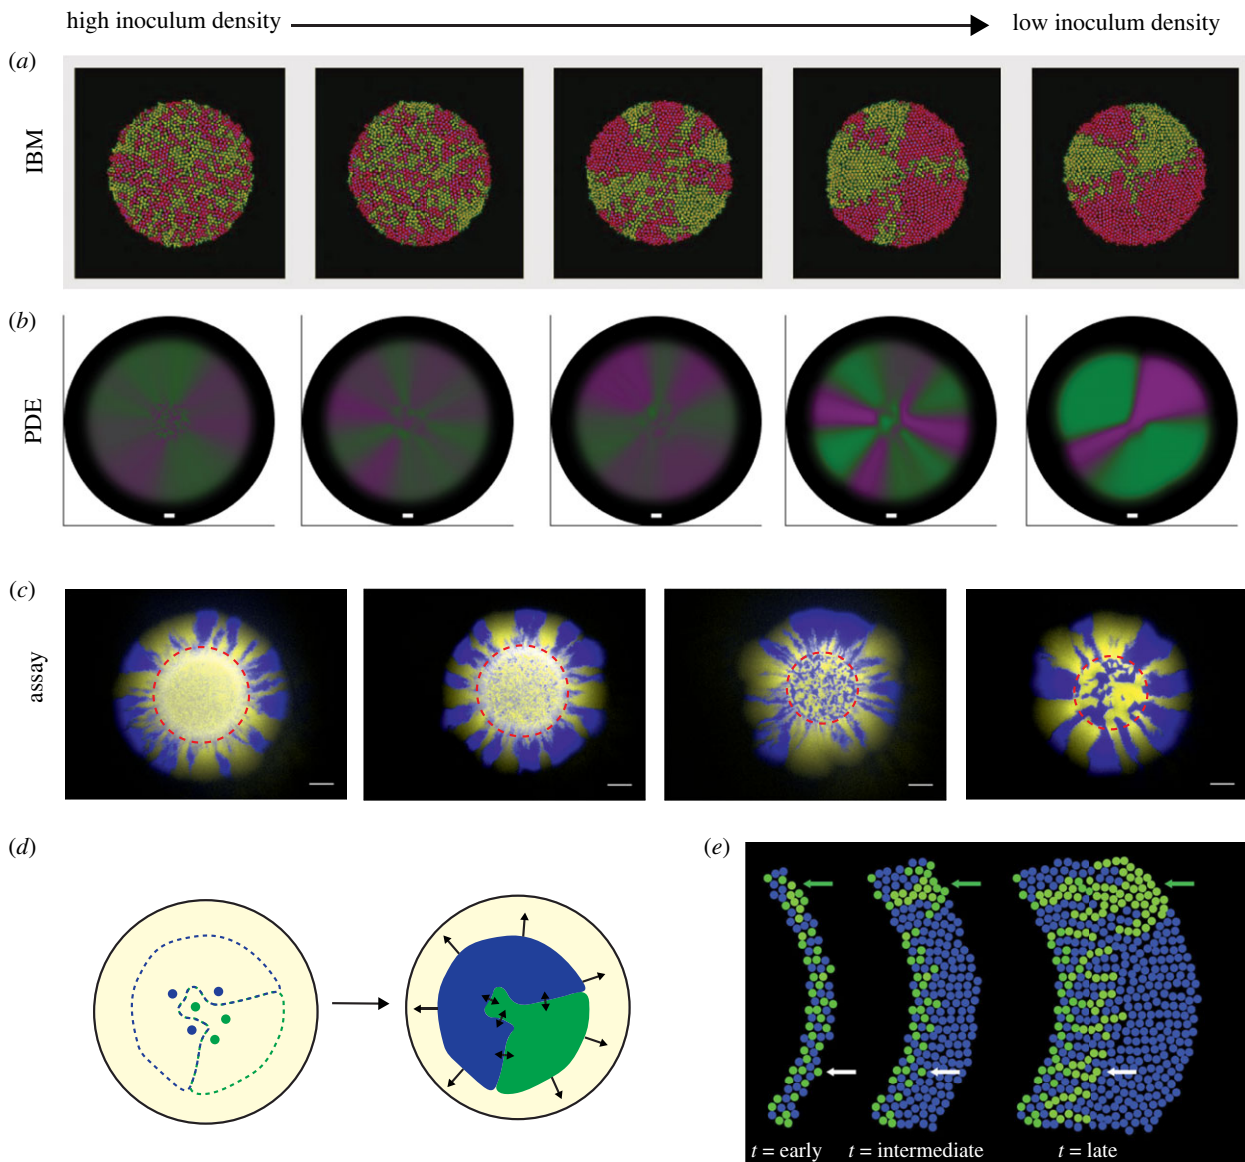 high inoculum density
low inoculum density
(a)
IBM
(b)
PDE
(c)
assay
(d)
(e)
t = early
t = intermediate
t = late